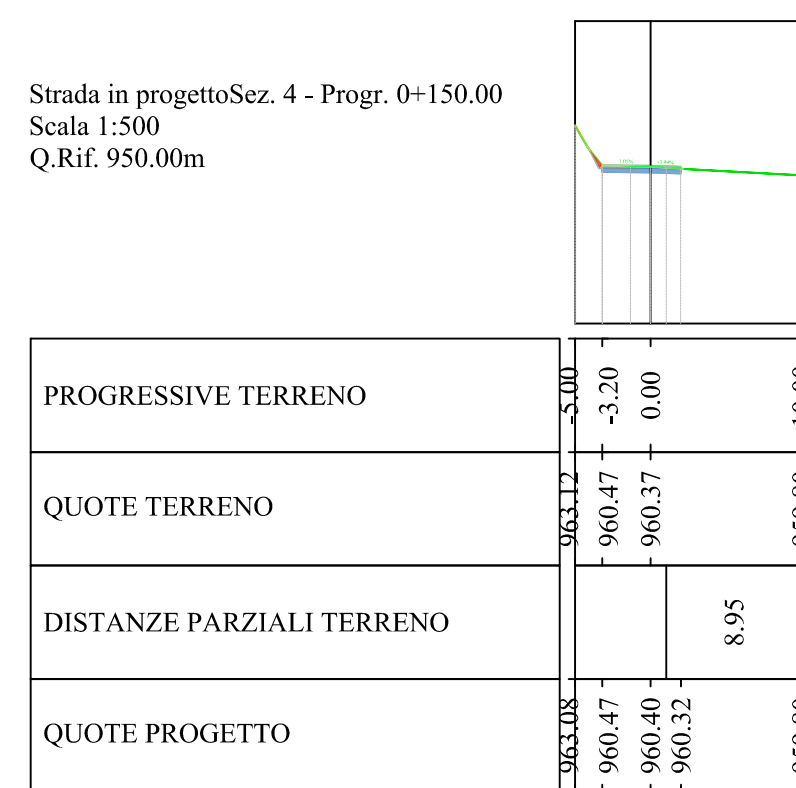 Strada in progettoSez. 4 - Progr. 0+150.00
Scala 1:500
Q.Rif. 950.00m
PROGRESSIVE TERRENO -5.00 -3.20 0.00
QUOTE TERRENO 963.12 960.47 960.37
DISTANZE PARZIALI TERRENO 8.95
QUOTE PROGETTO 963.08 960.47 960.40 960.32